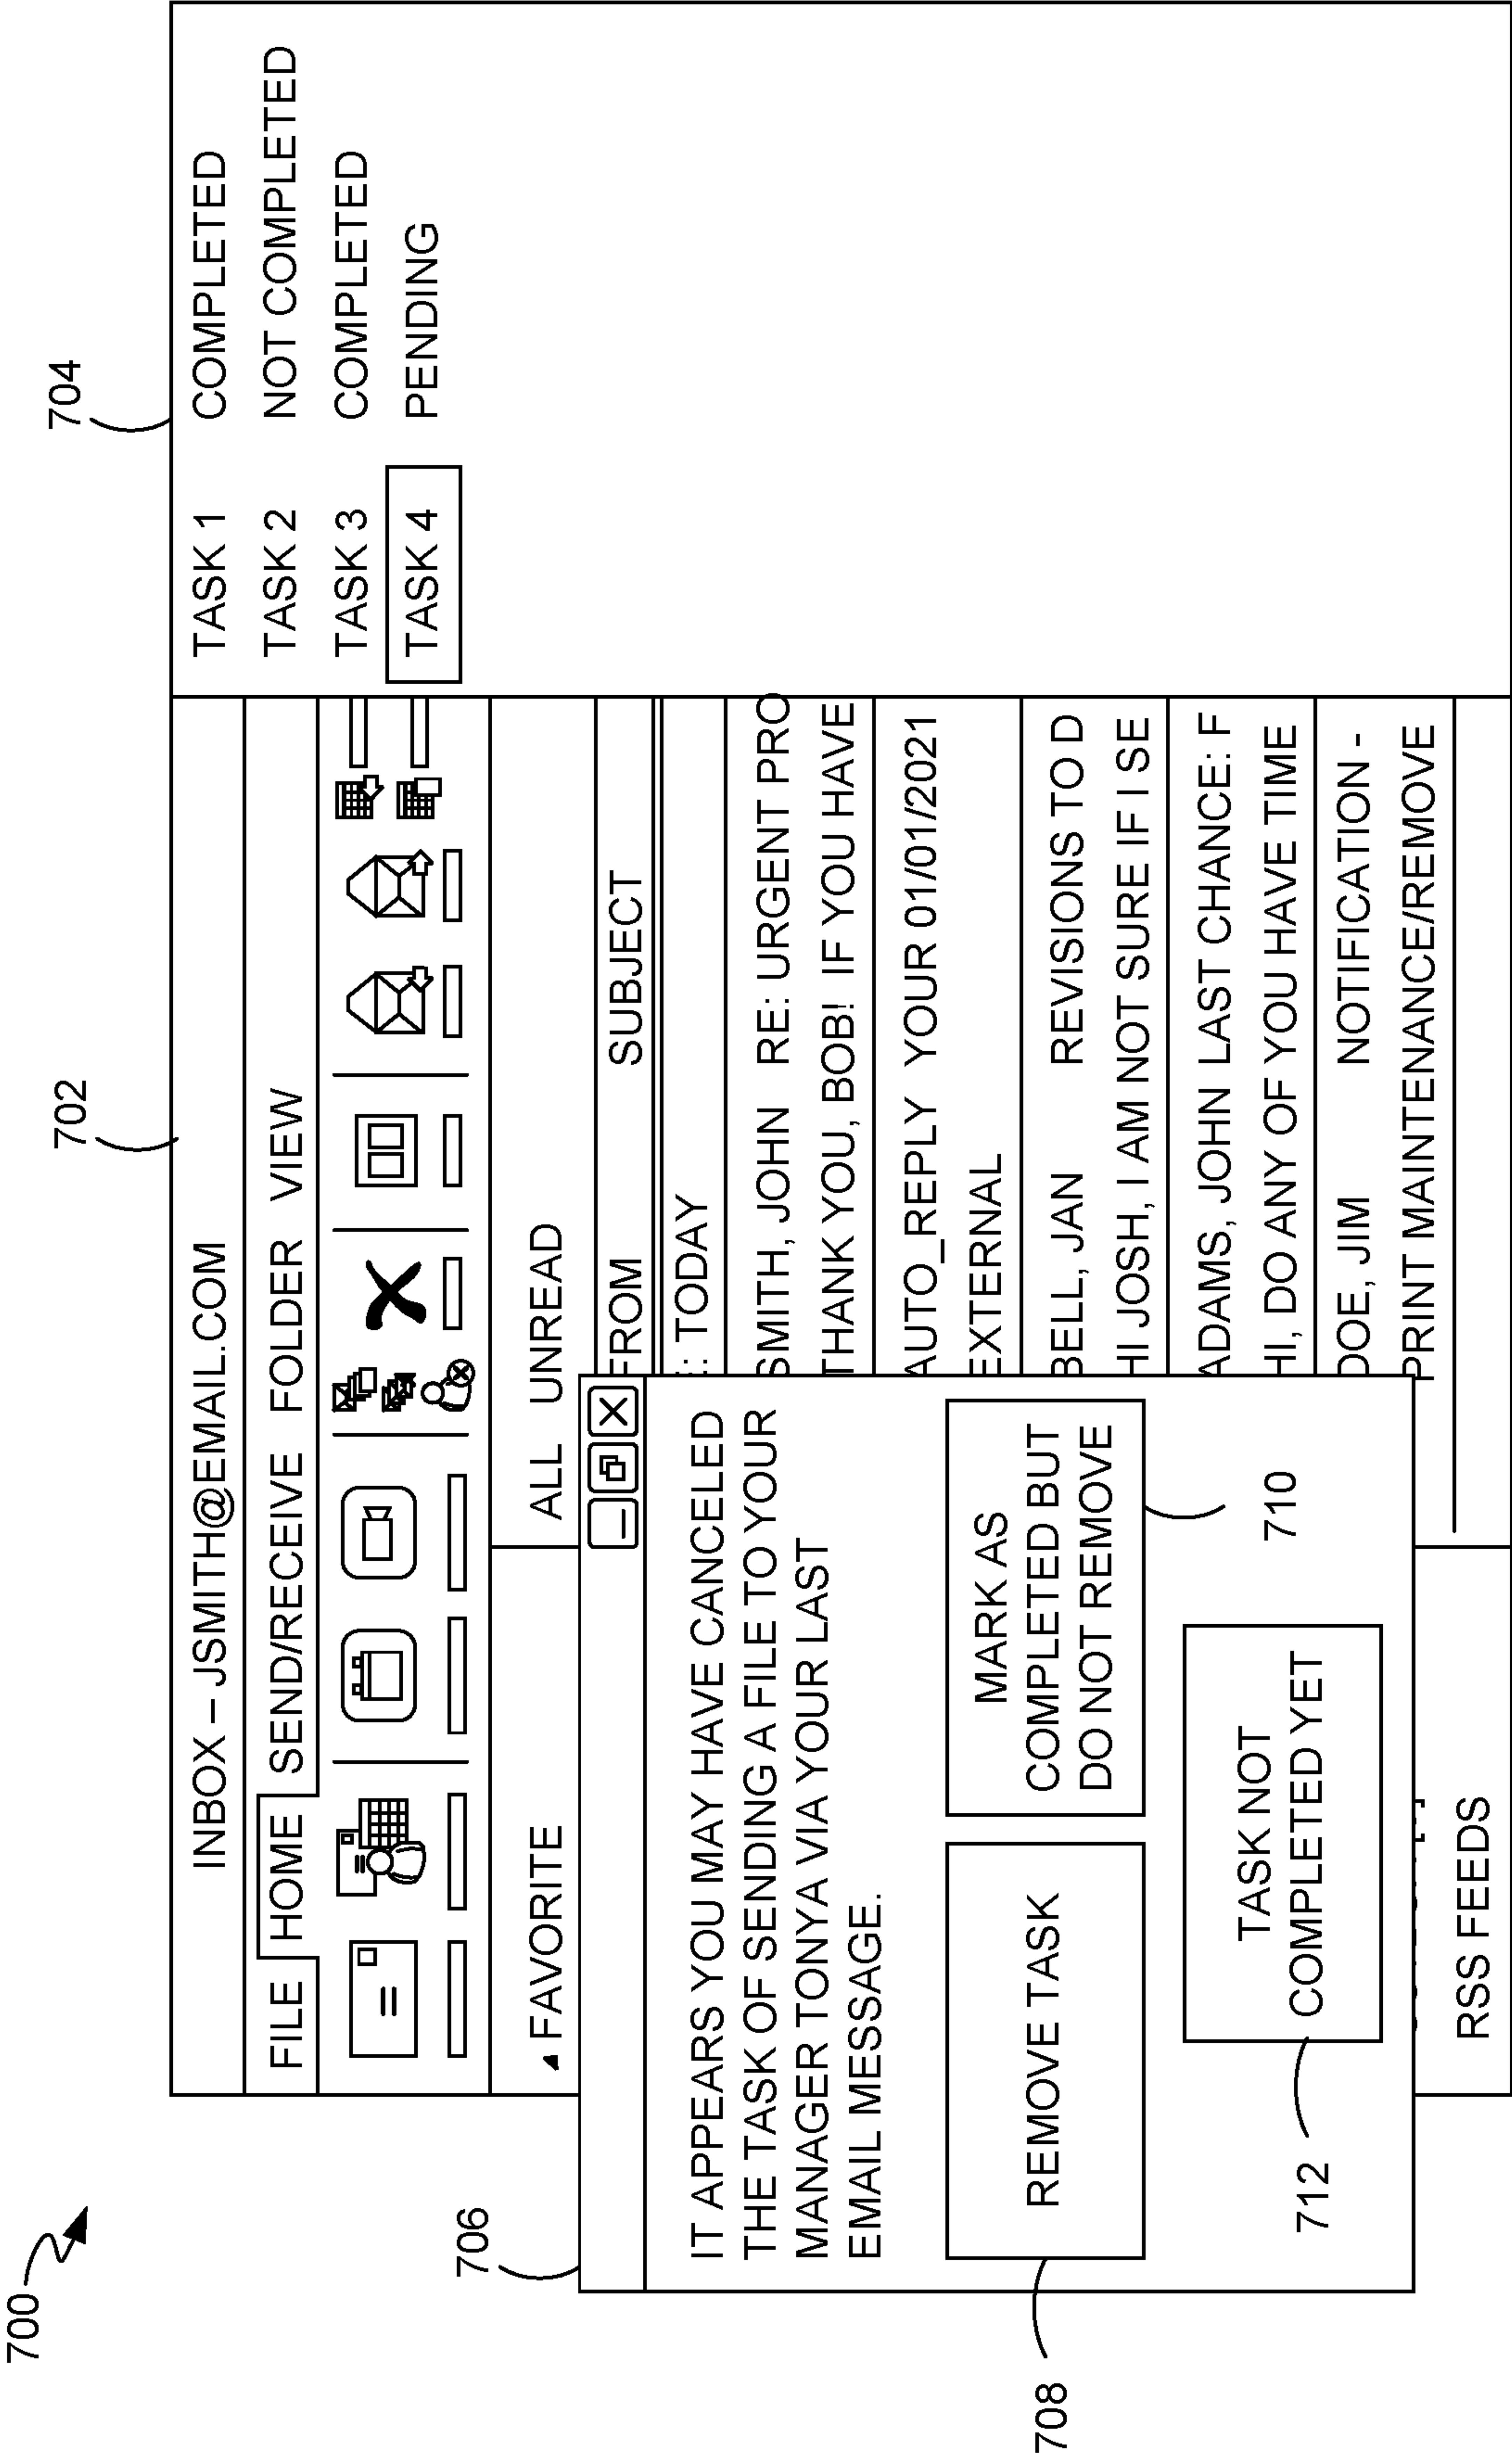 700
702
704
INBOX – JSMITH@EMAIL.COM
FILE HOME SEND/RECEIVE FOLDER VIEW
FAVORITE
ALL UNREAD
FROM SUBJECT
: TODAY
SMITH, JOHN RE: URGENT PRO
THANK YOU, BOB! IF YOU HAVE
AUTO_REPLY YOUR 01/01/2021
EXTERNAL
BELL, JAN REVISIONS TO D
HI JOSH, I AM NOT SURE IF I SE
ADAMS, JOHN LAST CHANCE: F
HI, DO ANY OF YOU HAVE TIME
DOE, JIM NOTIFICATION -
PRINT MAINTENANCE/REMOVE
RSS FEEDS
TASK 1 COMPLETED
TASK 2 NOT COMPLETED
TASK 3 COMPLETED
TASK 4 PENDING
706
IT APPEARS YOU MAY HAVE CANCELED
THE TASK OF SENDING A FILE TO YOUR
MANAGER TONYA VIA YOUR LAST
EMAIL MESSAGE.
REMOVE TASK
MARK AS
COMPLETED BUT
DO NOT REMOVE
TASK NOT
COMPLETED YET
708
710
712